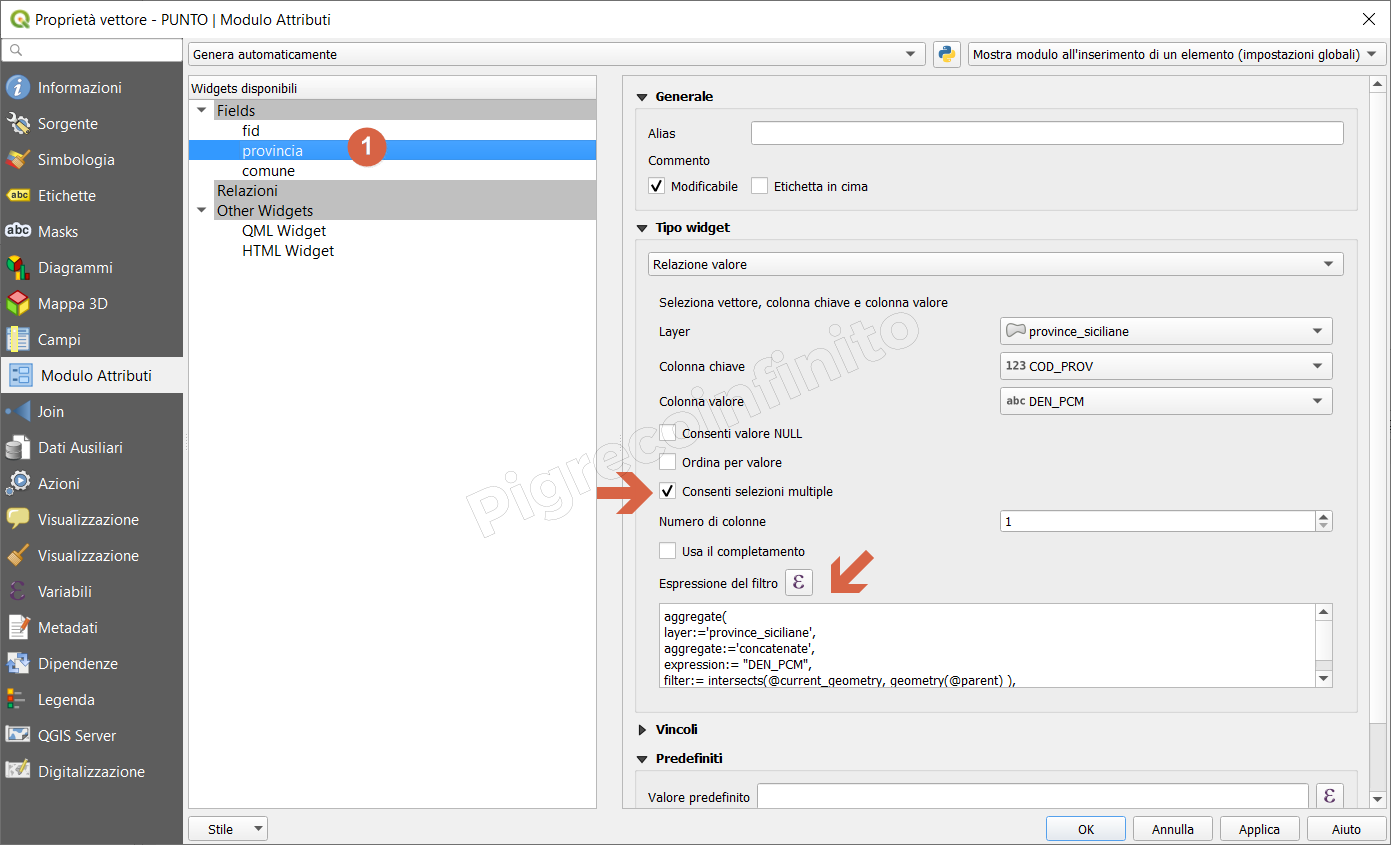 Proprietà vettore - PUNTO | Modulo Attributi
Genera automaticamente
Mostra modulo all'inserimento di un elemento (impostazioni globali)
Informazioni
Sorgente
Simbologia
abc Etichette
abc Masks
Diagrammi
Mappa 3D
Campi
Modulo Attributi
Join
Dati Ausiliari
Azioni
Visualizzazione
Visualizzazione
Variabili
Metadati
Dipendenze
Legenda
QGIS Server
Digitalizzazione
Widgets disponibili
Fields
fid
provincia
1
comune
Relazioni
Other Widgets
QML Widget
HTML Widget
Generale
Alias
Commento
Modificabile
Etichetta in cima
Tipo widget
Relazione valore
Seleziona vettore, colonna chiave e colonna valore
Layer
province_siciliane
Colonna chiave
123 COD_PROV
Colonna valore
abc DEN_PCM
Consenti valore NULL
Ordina per valore
Consenti selezioni multiple
Numero di colonne
1
Usa il completamento
Espressione del filtro
ε
aggregate(
layer:='province_siciliane',
aggregate:='concatenate',
expression:= "DEN_PCM",
filter:= intersects(@current_geometry, geometry(@parent) ),
Vincoli
Predefiniti
Valore predefinito
ε
Pigrecoinfinito
Stile
OK
Annulla
Applica
Aiuto